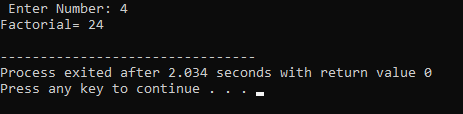 Enter Number: 4
Factorial= 24
--------------------------------
Process exited after 2.034 seconds with return value 0
Press any key to continue . . .